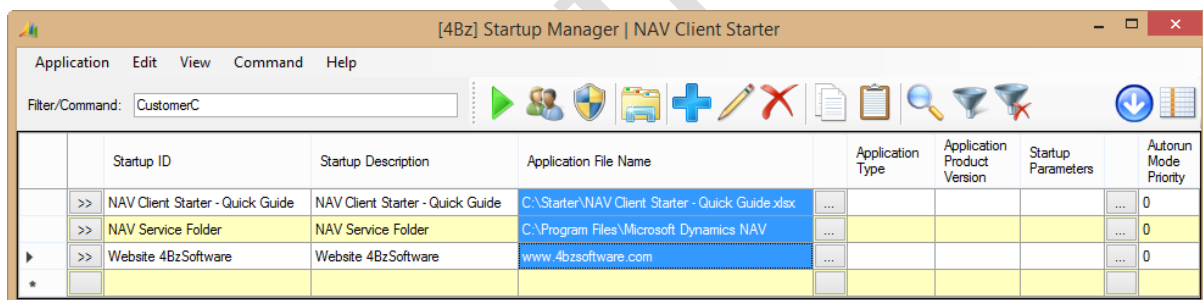 [4Bz] Startup Manager | NAV Client Starter
Application Edit View Command Help
Filter/Command: CustomerC
Startup ID Startup Description Application File Name Application Type Application Product Version Startup Parameters Autorun Mode Priority
>> NAV Client Starter - Quick Guide NAV Client Starter - Quick Guide C:\Starter\NAV Client Starter - Quick Guide.xlsx ... ... 0
>> NAV Service Folder NAV Service Folder C:\Program Files\Microsoft Dynamics NAV ... ... 0
>> Website 4BzSoftware Website 4BzSoftware www.4bzsoftware.com ... ... 0